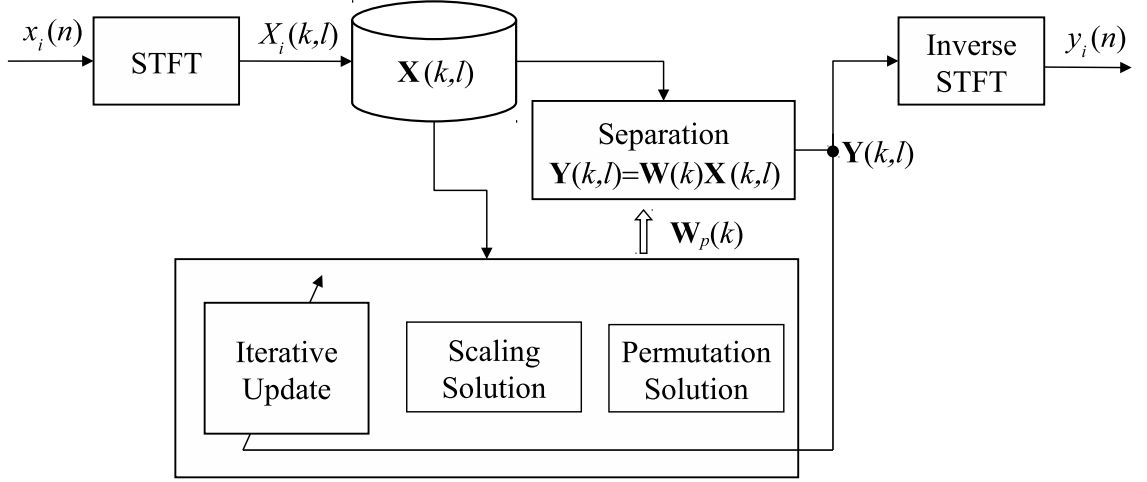 x_i(n)
STFT
X_i(k,l)
X(k,l)
Inverse
STFT
y_i(n)
Separation
Y(k,l)=W(k)X(k,l)
Y(k,l)
W_p(k)
Iterative
Update
Scaling
Solution
Permutation
Solution